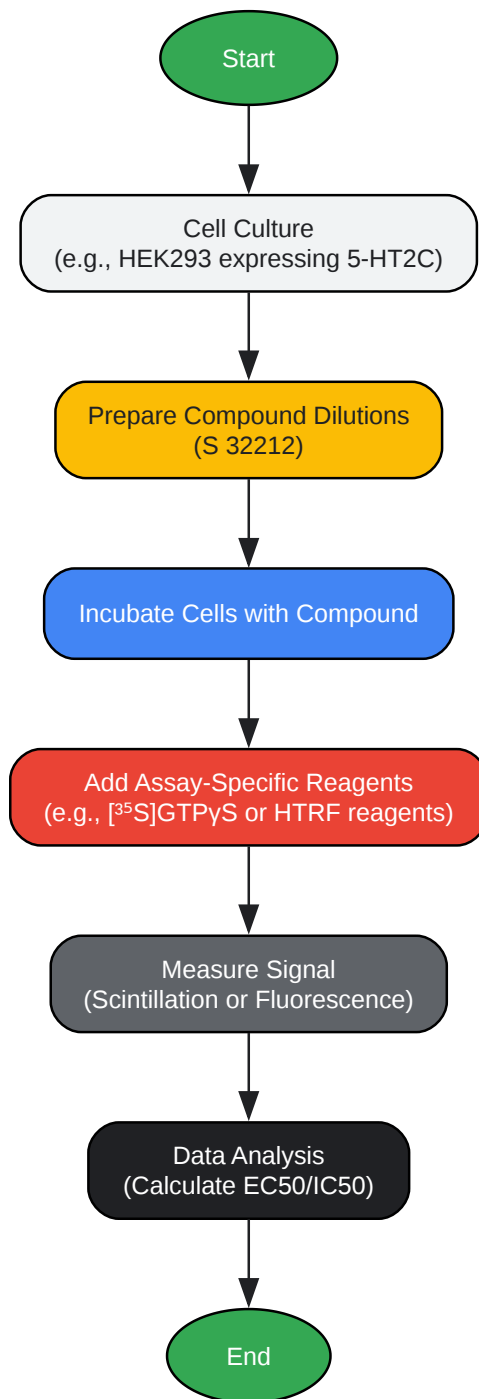 Start
Cell Culture
(e.g., HEK293 expressing 5-HT2C)
Prepare Compound Dilutions
(S 32212)
Incubate Cells with Compound
Add Assay-Specific Reagents
(e.g., [³⁵S]GTPγS or HTRF reagents)
Measure Signal
(Scintillation or Fluorescence)
Data Analysis
(Calculate EC50/IC50)
End